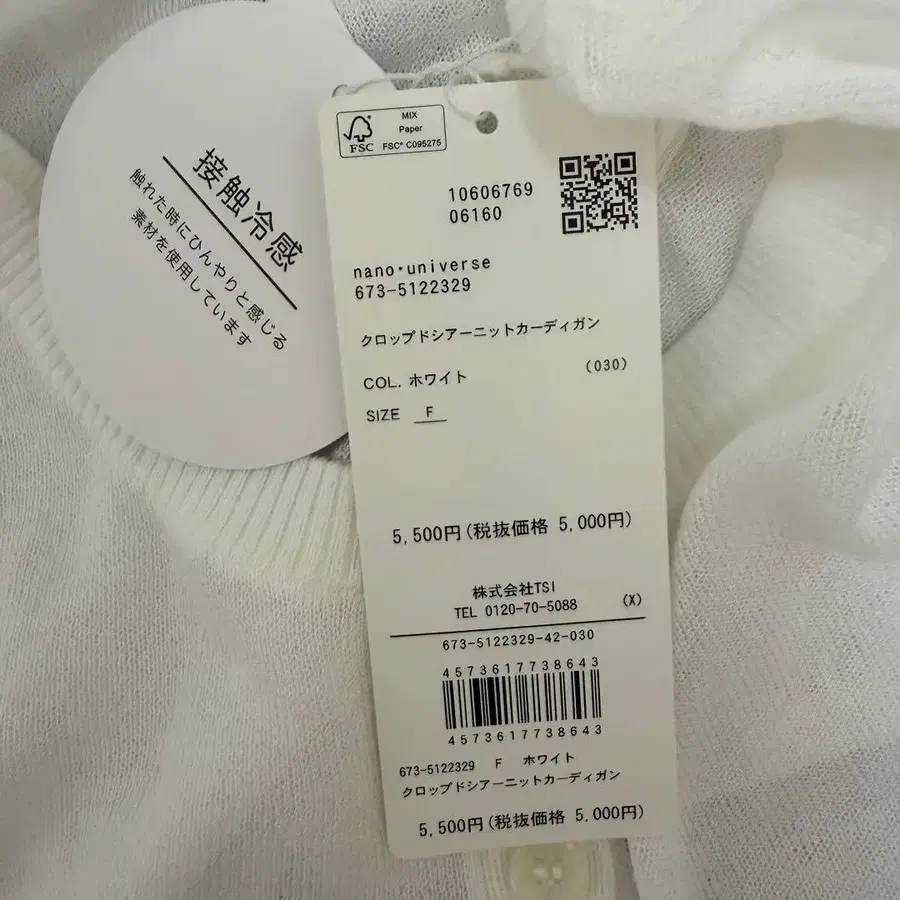 接触冷感
触れた時にひんやりと感じる
素材を使用しています
MIX
Paper
FSC
FSC® C095275
10606769
06160
nano・universe
673-5122329
クロップドシアーニットカーディガン
COL. ホワイト (030)
SIZE F
5,500円(税抜価格 5,000円)
株式会社TSI
TEL 0120-70-5088 (X)
673-5122329-42-030
4573617738643
4573617738643
673-5122329 F ホワイト
クロップドシアーニットカーディガン
5,500円(税抜価格 5,000円)